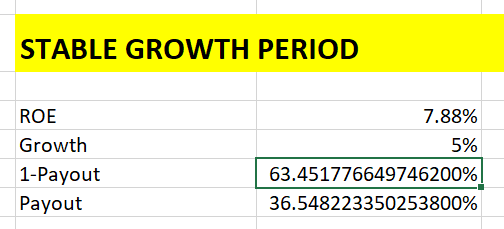 STABLE GROWTH PERIOD
ROE 7.88%
Growth 5%
1-Payout 63.451776649746200%
Payout 36.548223350253800%